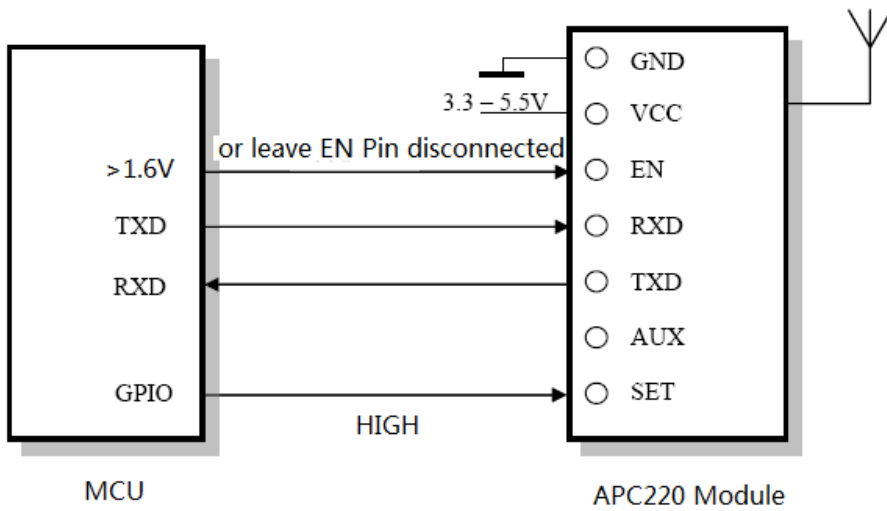 GND
3.3 – 5.5V
VCC
or leave EN Pin disconnected
>1.6V
EN
TXD
RXD
RXD
TXD
AUX
GPIO
SET
HIGH
MCU
APC220 Module